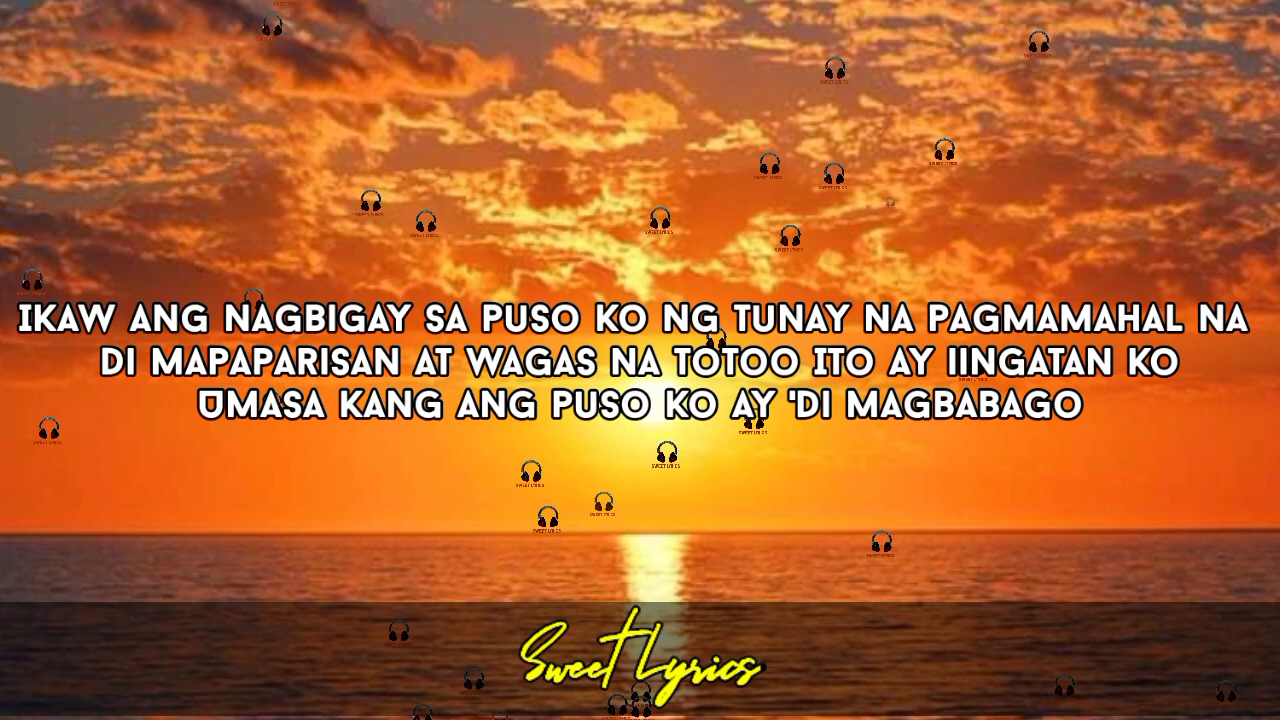 IKAW ANG NAGBIGAY SA PUSO KO NG TUNAY NA PAGMAMAHAL NA
DI MAPAPARISAN AT WAGAS NA TOTOO ITO AY IINGATAN KO
UMASA KANG ANG PUSO KO AY 'DI MAGBABAGO
Sweet Lyrics